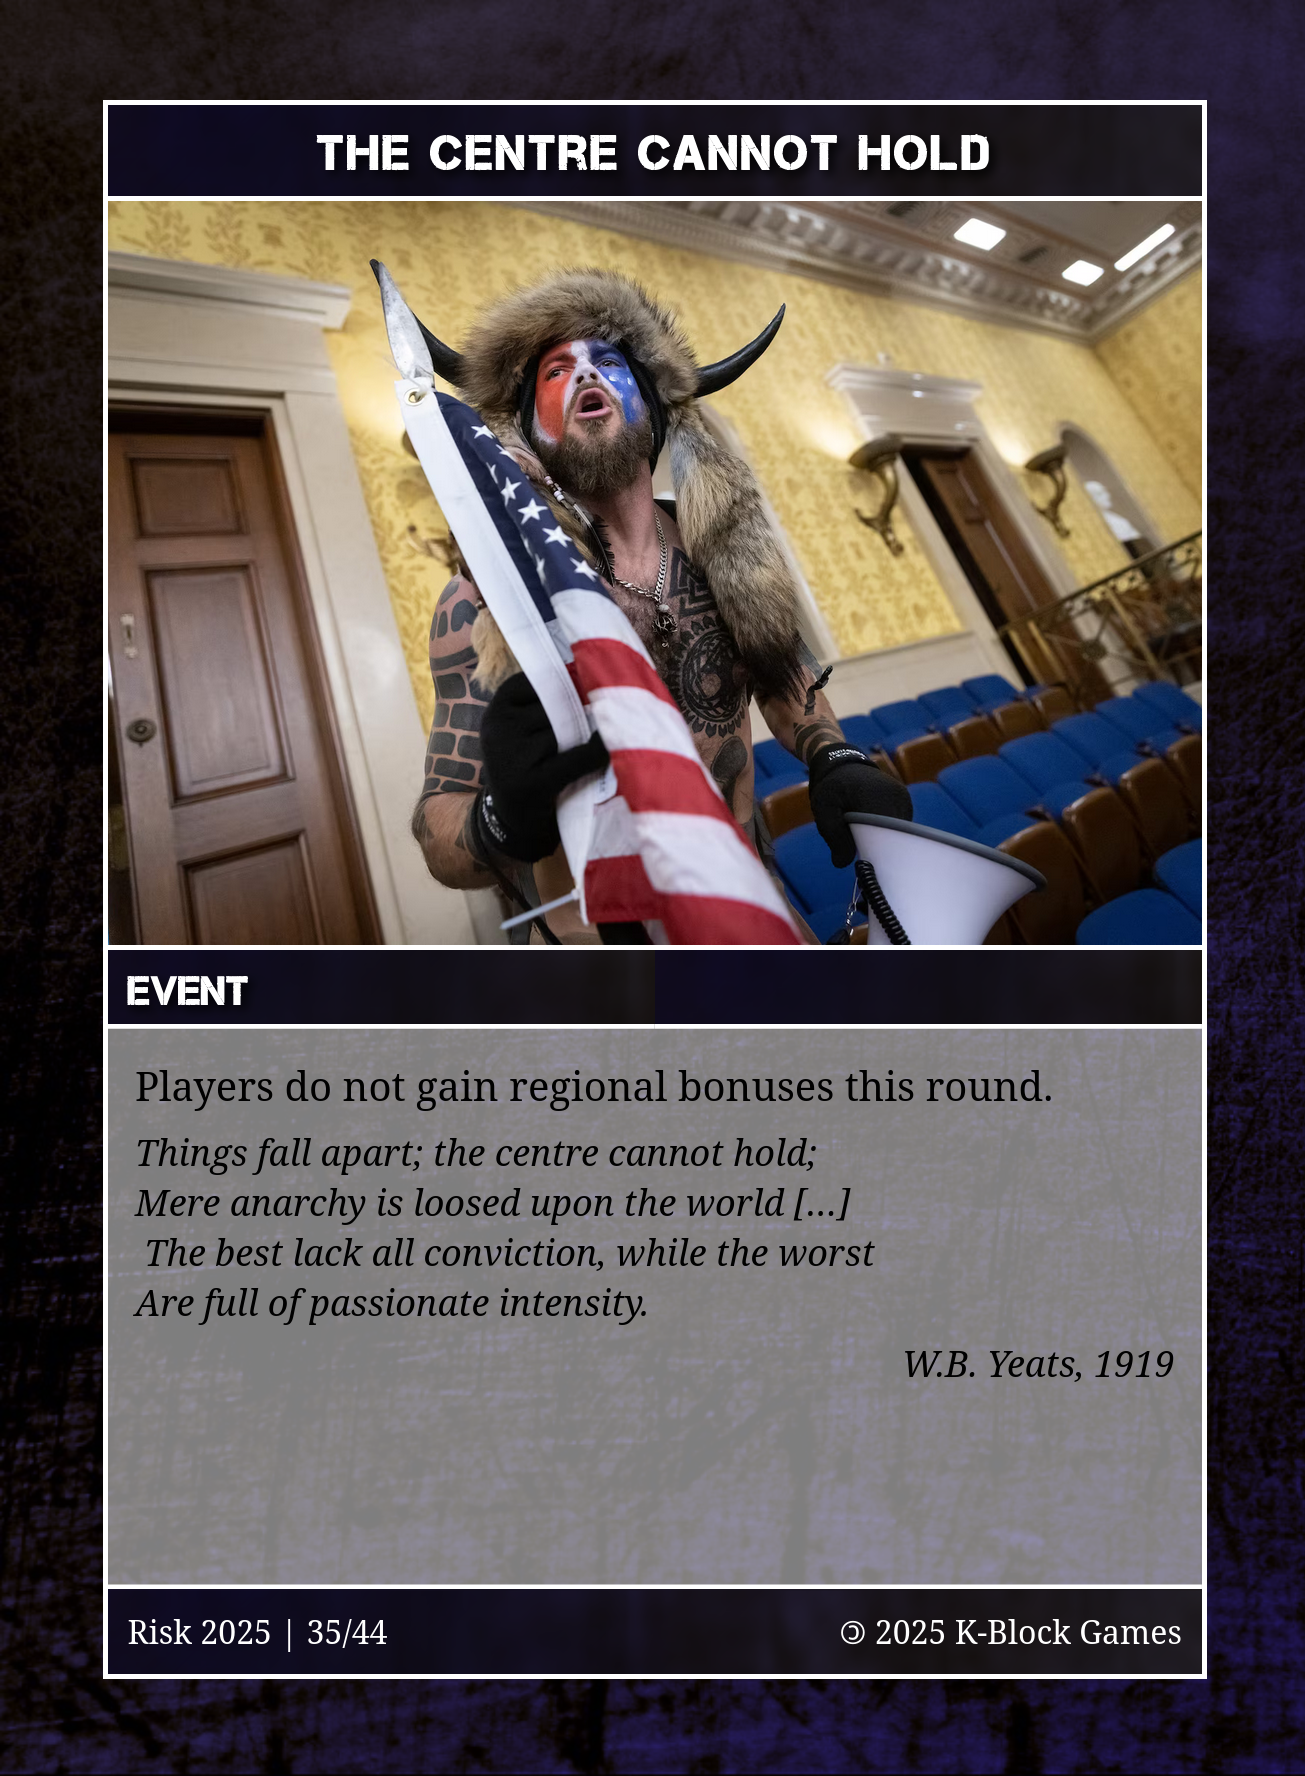 THE CENTRE CANNOT HOLD
EVENT
Players do not gain regional bonuses this round.
Things fall apart; the centre cannot hold;
Mere anarchy is loosed upon the world [...]
The best lack all conviction, while the worst
Are full of passionate intensity.
W.B. Yeats, 1919
Risk 2025 | 35/44
🄯 2025 K-Block Games